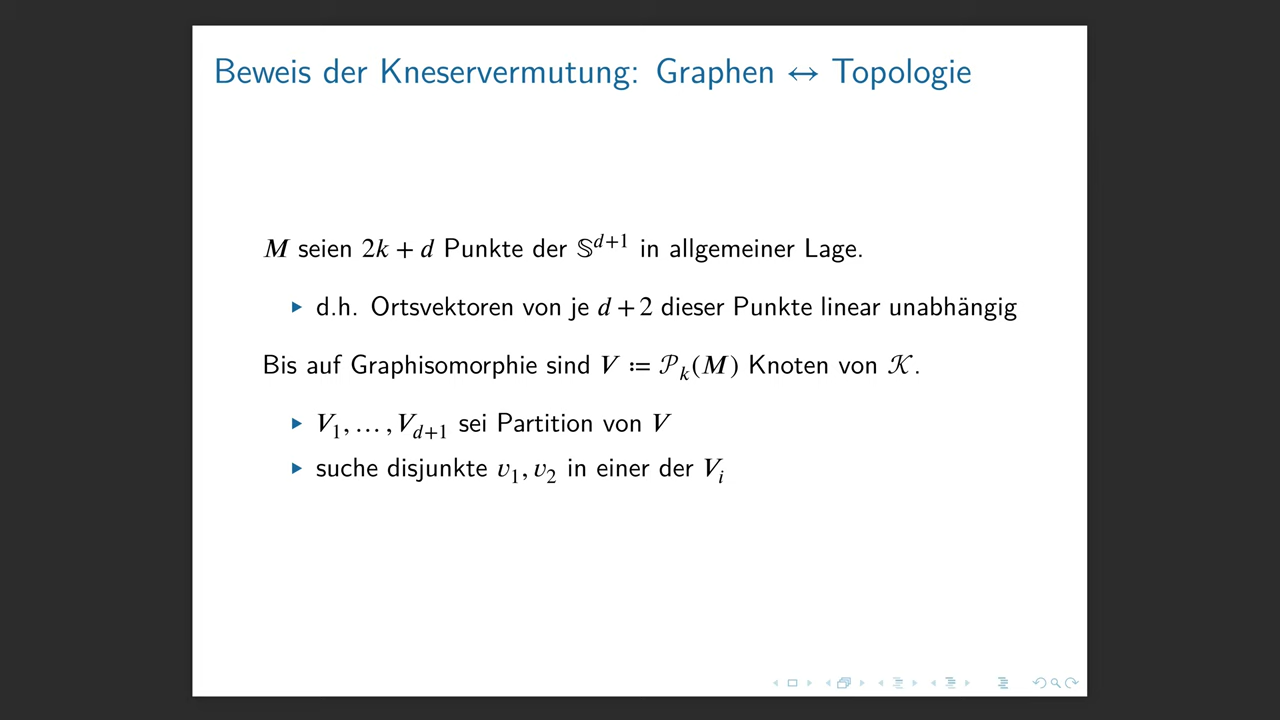 Beweis der Kneservermutung: Graphen ↔ Topologie
M seien 2k + d Punkte der 𝕊^{d+1} in allgemeiner Lage.
▸ d.h. Ortsvektoren von je d + 2 dieser Punkte linear unabhängig
Bis auf Graphisomorphie sind V ≔ 𝒫_k(M) Knoten von 𝒦.
▸ V_1, … , V_{d+1} sei Partition von V
▸ suche disjunkte v_1, v_2 in einer der V_i